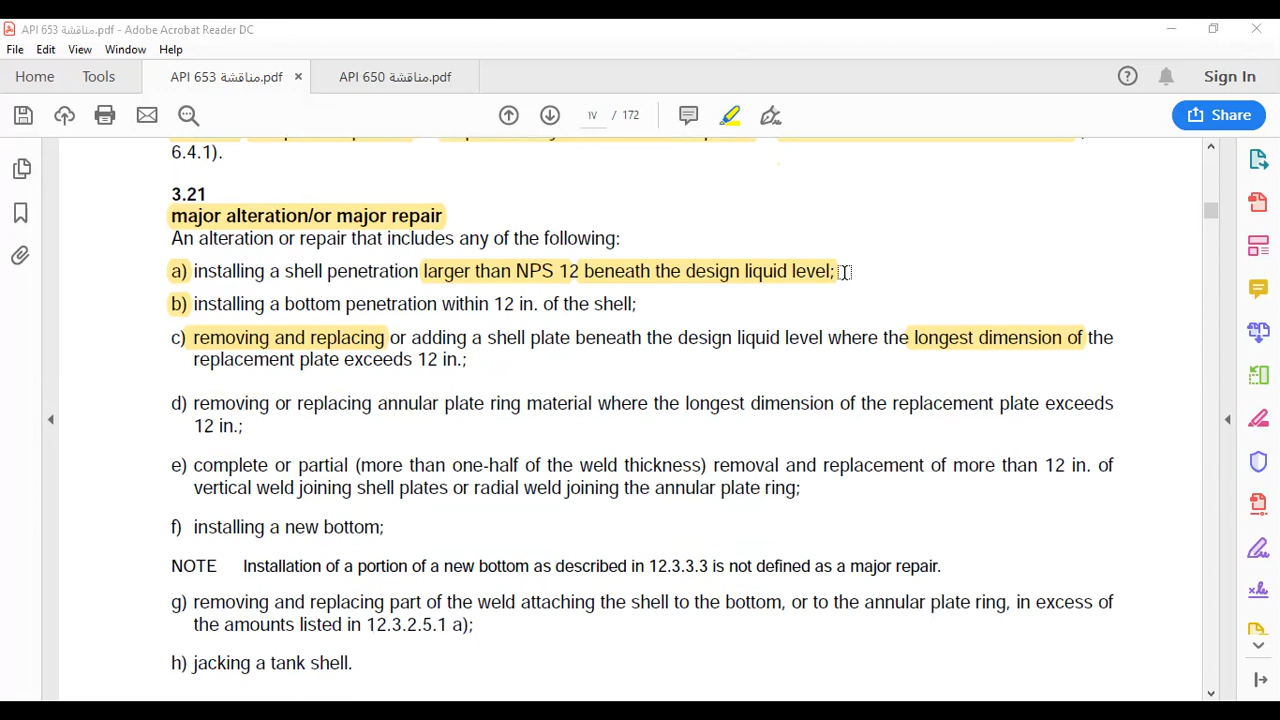 API 653 مناقشة.pdf - Adobe Acrobat Reader DC
File Edit View Window Help
Home Tools API 653 مناقشة.pdf × API 650 مناقشة.pdf Sign In
١٧ / 172 Share
6.4.1).
3.21
major alteration/or major repair
An alteration or repair that includes any of the following:
a) installing a shell penetration larger than NPS 12 beneath the design liquid level;
b) installing a bottom penetration within 12 in. of the shell;
c) removing and replacing or adding a shell plate beneath the design liquid level where the longest dimension of the
replacement plate exceeds 12 in.;
d) removing or replacing annular plate ring material where the longest dimension of the replacement plate exceeds
12 in.;
e) complete or partial (more than one-half of the weld thickness) removal and replacement of more than 12 in. of
vertical weld joining shell plates or radial weld joining the annular plate ring;
f) installing a new bottom;
NOTE Installation of a portion of a new bottom as described in 12.3.3.3 is not defined as a major repair.
g) removing and replacing part of the weld attaching the shell to the bottom, or to the annular plate ring, in excess of
the amounts listed in 12.3.2.5.1 a);
h) jacking a tank shell.